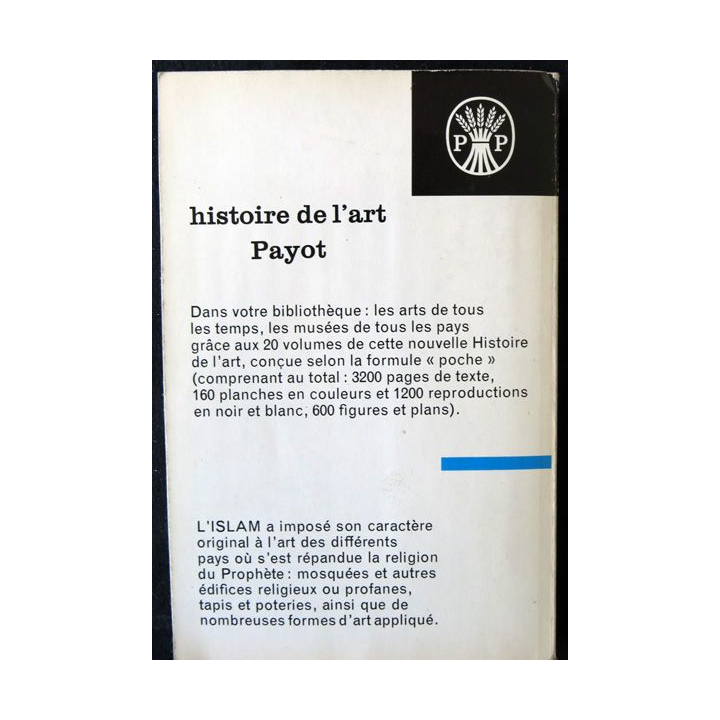 P P
histoire de l'art
Payot
Dans votre bibliothèque : les arts de tous
les temps, les musées de tous les pays
grâce aux 20 volumes de cette nouvelle Histoire
de l'art, conçue selon la formule « poche »
(comprenant au total : 3200 pages de texte,
160 planches en couleurs et 1200 reproductions
en noir et blanc, 600 figures et plans).
L'ISLAM a imposé son caractère
original à l'art des différents
pays où s'est répandue la religion
du Prophète : mosquées et autres
édifices religieux ou profanes,
tapis et poteries, ainsi que de
nombreuses formes d'art appliqué.